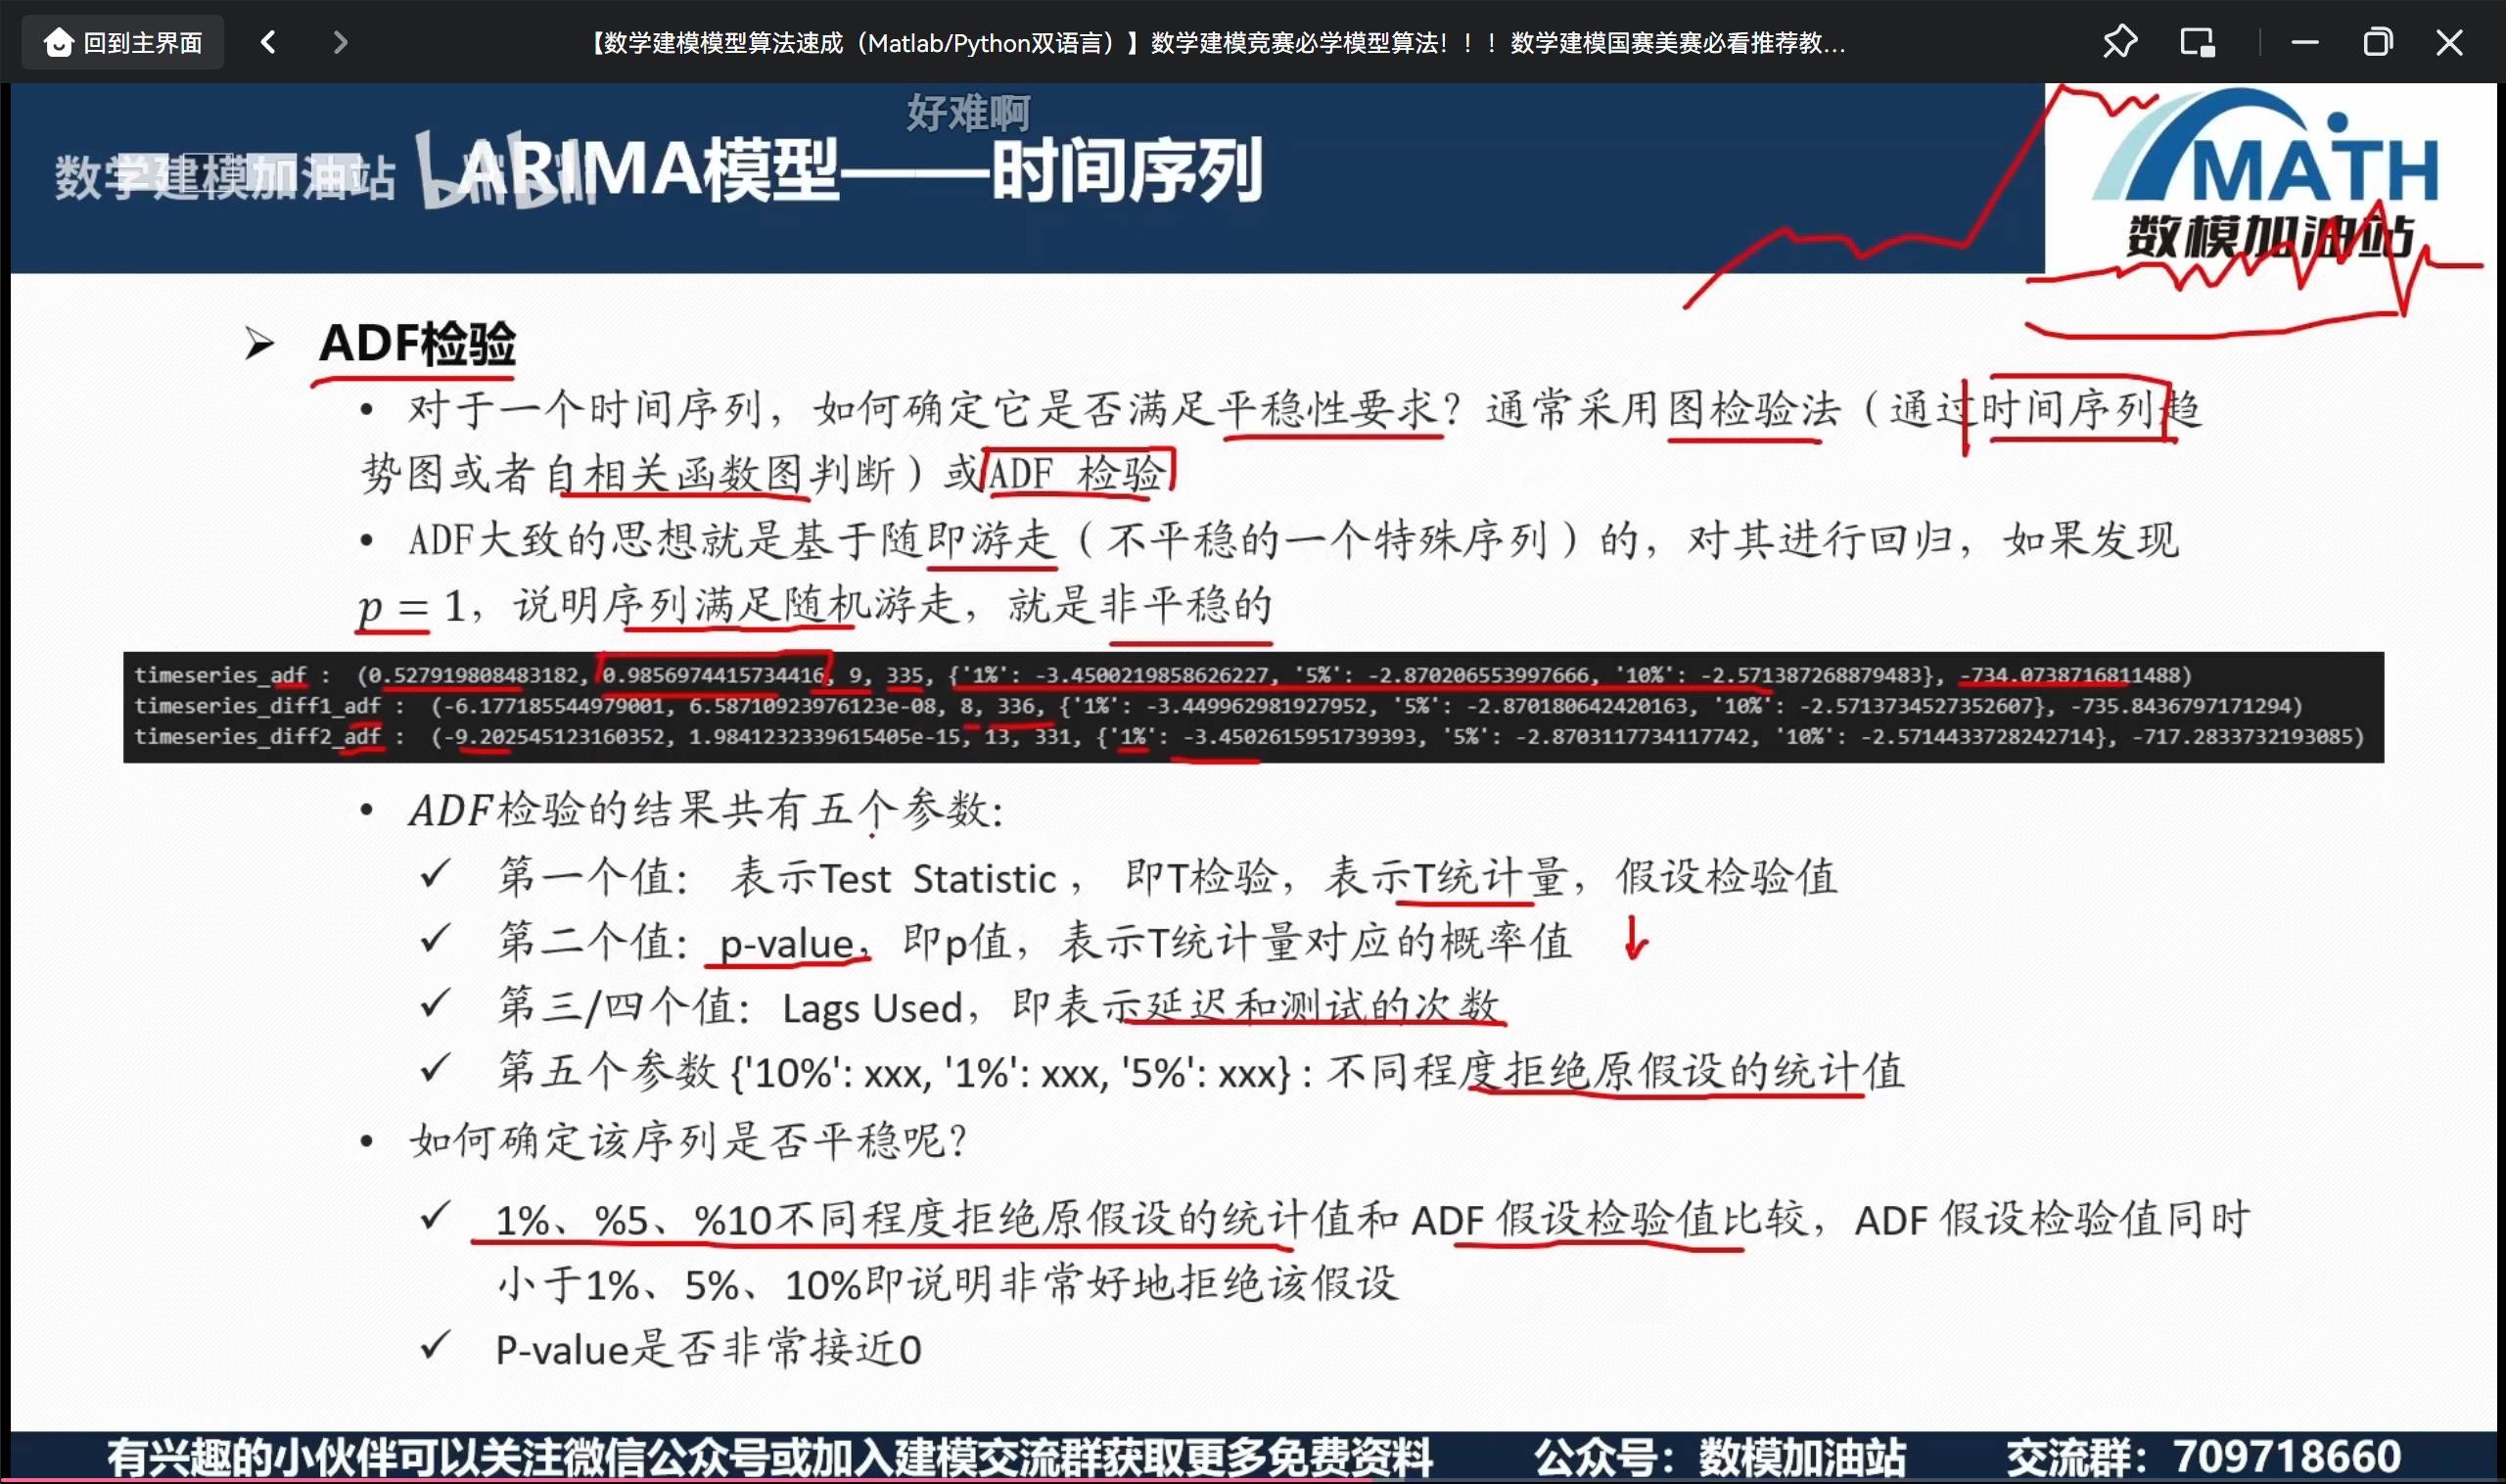 回到主界面
【数学建模模型算法速成（Matlab/Python双语言）】数学建模竞赛必学模型算法！！！数学建模国赛美赛必看推荐教...
好难啊
数学建模加油站 bilibili
ARIMA模型——时间序列
MATH
数模加油站
➢ ADF检验
• 对于一个时间序列，如何确定它是否满足平稳性要求？通常采用图检验法（通过时间序列趋
势图或者自相关函数图判断）或ADF 检验
• ADF大致的思想就是基于随即游走（不平稳的一个特殊序列）的，对其进行回归，如果发现
p = 1，说明序列满足随机游走，就是非平稳的
timeseries_adf : (0.527919808483182, 0.9856974415734416, 9, 335, {'1%': -3.4500219858626227, '5%': -2.870206553997666, '10%': -2.571387268879483}, -734.0738716811488)
timeseries_diff1_adf : (-6.177185544979001, 6.58710923976123e-08, 8, 336, {'1%': -3.449962981927952, '5%': -2.870180642420163, '10%': -2.5713734527352607}, -735.8436797171294)
timeseries_diff2_adf : (-9.202545123160352, 1.9841232339615405e-15, 13, 331, {'1%': -3.4502615951739393, '5%': -2.8703117734117742, '10%': -2.5714433728242714}, -717.2833732193085)
• ADF检验的结果共有五个参数:
✓ 第一个值： 表示Test Statistic ， 即T检验，表示T统计量，假设检验值
✓ 第二个值：p-value，即p值，表示T统计量对应的概率值
✓ 第三/四个值：Lags Used，即表示延迟和测试的次数
✓ 第五个参数 {'10%': xxx, '1%': xxx, '5%': xxx} : 不同程度拒绝原假设的统计值
• 如何确定该序列是否平稳呢？
✓ 1%、%5、%10不同程度拒绝原假设的统计值和 ADF 假设检验值比较，ADF 假设检验值同时
小于1%、5%、10%即说明非常好地拒绝该假设
✓ P-value是否非常接近0
有兴趣的小伙伴可以关注微信公众号或加入建模交流群获取更多免费资料 公众号：数模加油站 交流群：709718660